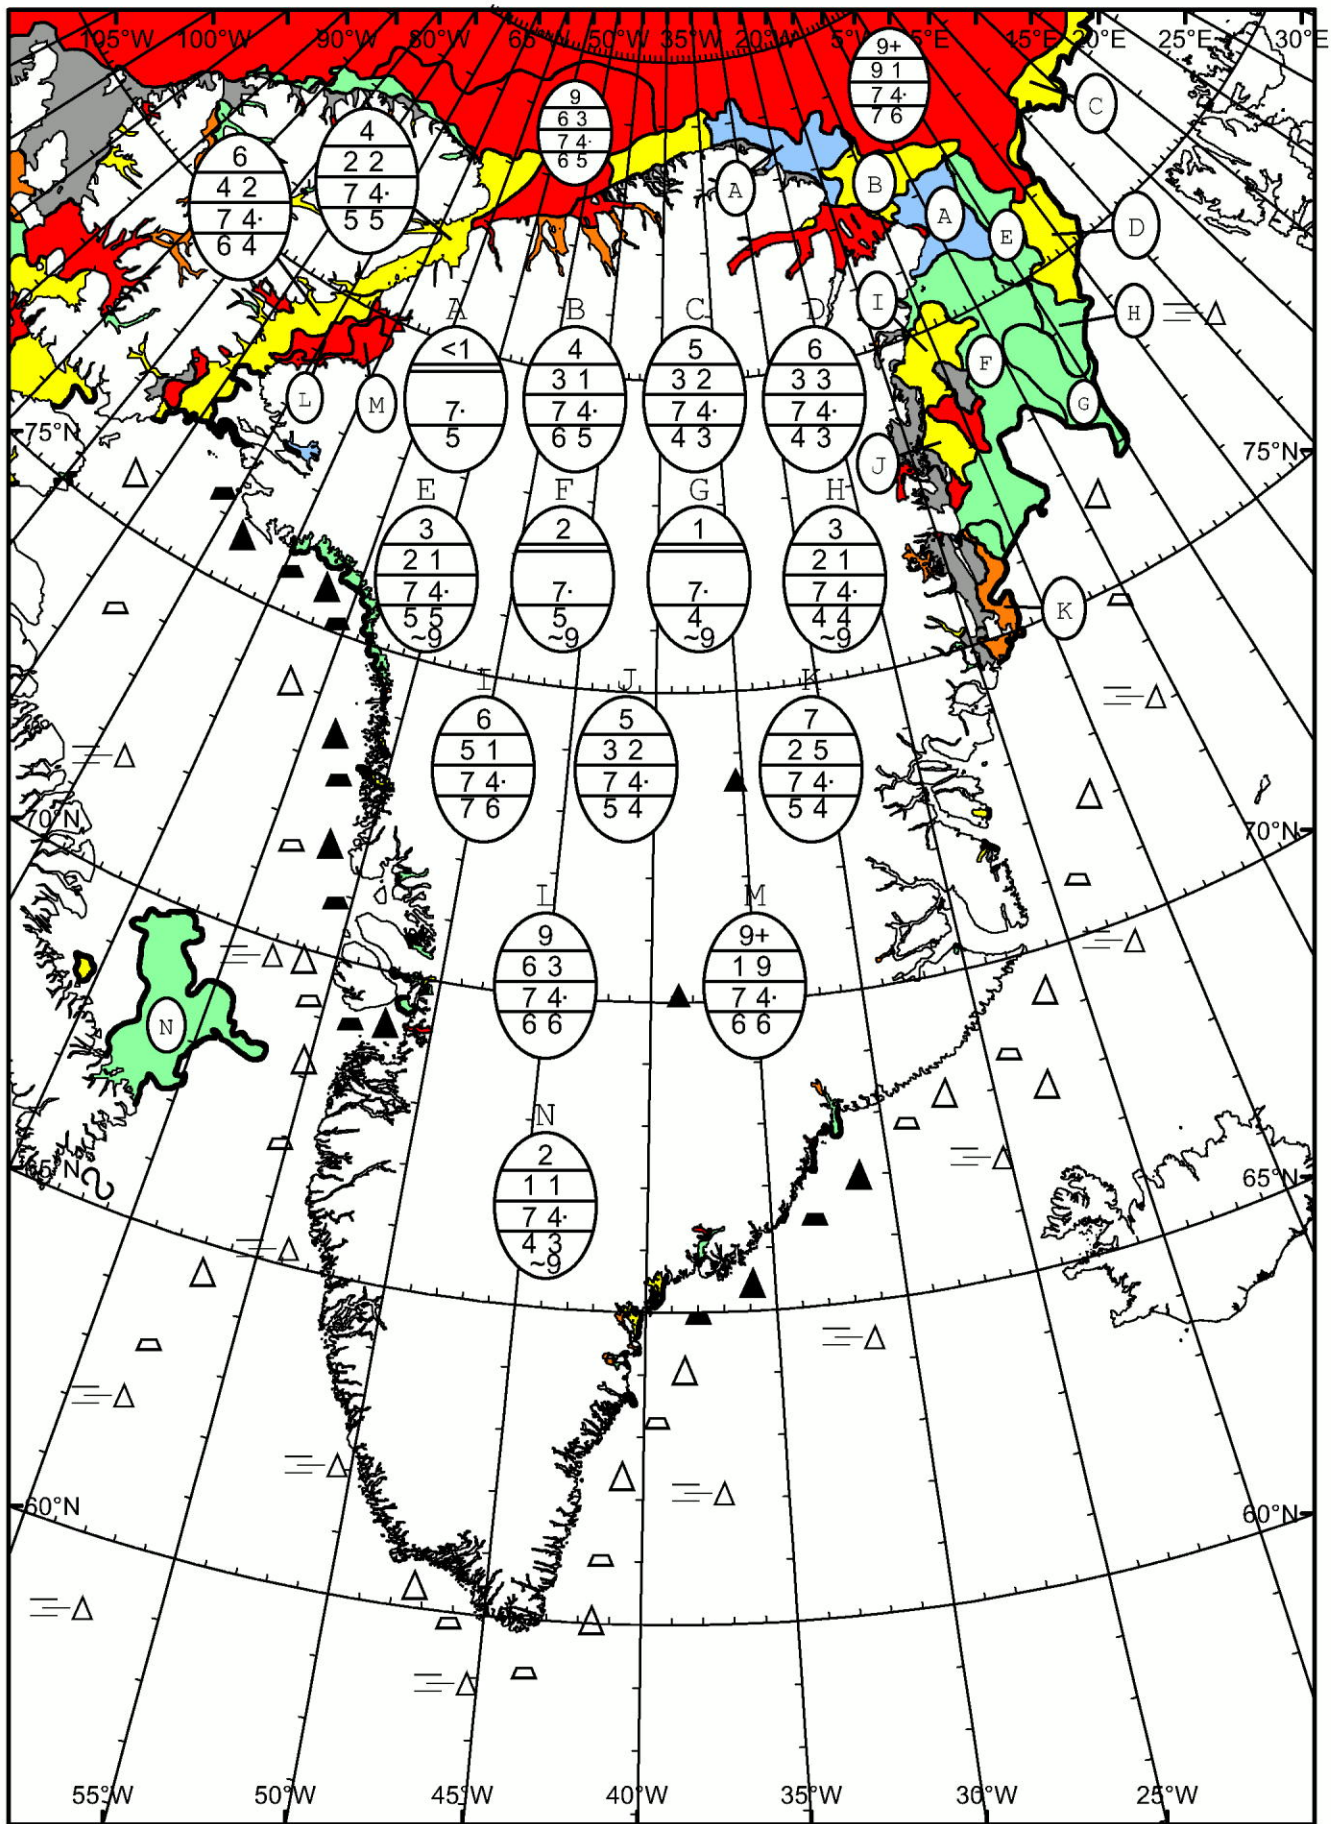 105°W 100°W 90°W 80°W 65°W 50°W 35°W 20°W 5°W 5°E 15°E 20°E 25°E 30°E
9+
9 1
7 4·
7 6
9
6 3
7 4·
6 5
4
2 2
7 4·
5 5
6
4 2
7 4·
6 4
C
A
B
A
E
D
I
H
F
G
L
M
J
K
75°N
75°N
A B C D
<1 4 5 6
3 1 3 2 3 3
7· 7 4· 7 4· 7 4·
5 6 5 4 3 4 3
E F G H
3 2 1 3
2 1 2 1
7 4· 7· 7· 7 4·
5 5 5 4 4 4
~9 ~9 ~9 ~9
I J K
6 5 7
5 1 3 2 2 5
7 4· 7 4· 7 4·
7 6 5 4 5 4
70°N
70°N
L M
9 9+
6 3 1 9
7 4· 7 4·
6 6 6 6
N
N
2
1 1
7 4·
4 3
~9
65°N
65°N
60°N
60°N
55°W 50°W 45°W 40°W 35°W 30°W 25°W